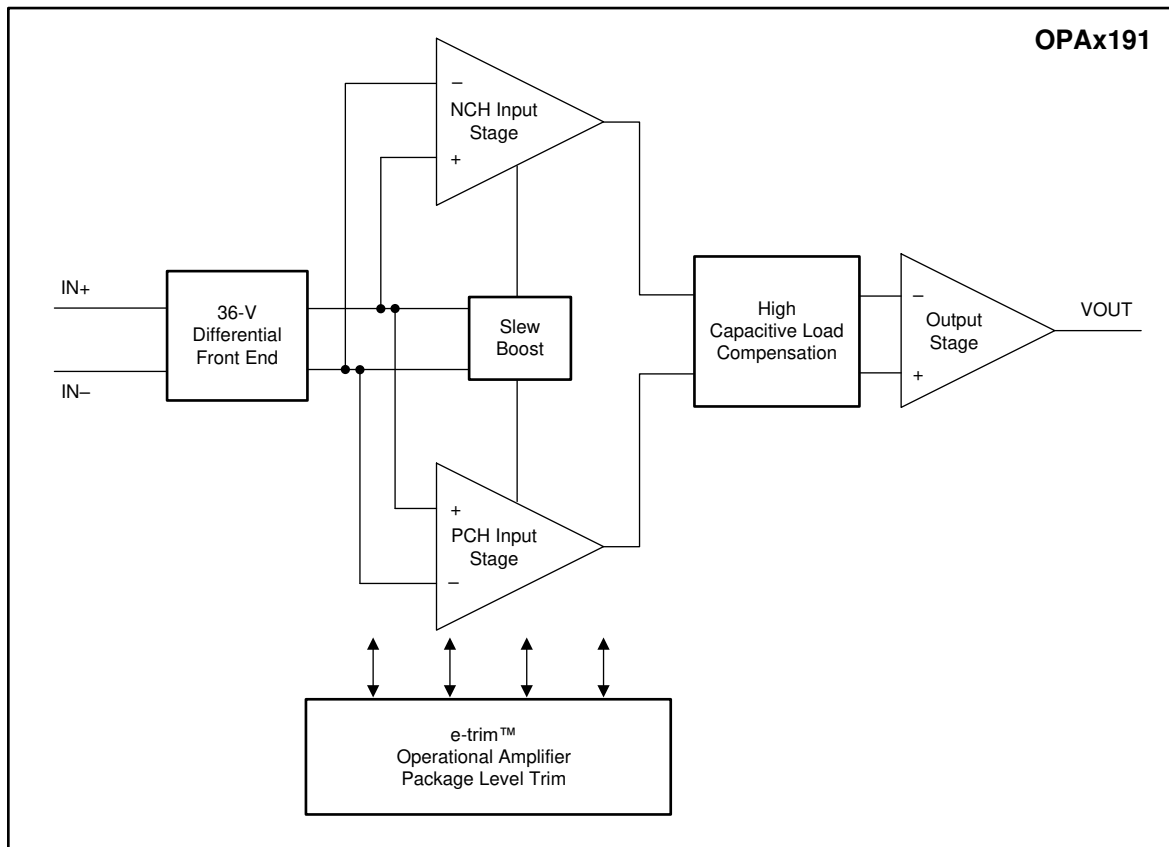 OPAx191
−
NCH Input
Stage
+
IN+
IN−
36-V
Differential
Front End
Slew
Boost
High
Capacitive Load
Compensation
−
Output
Stage
+
VOUT
+
PCH Input
Stage
−
e-trim™
Operational Amplifier
Package Level Trim